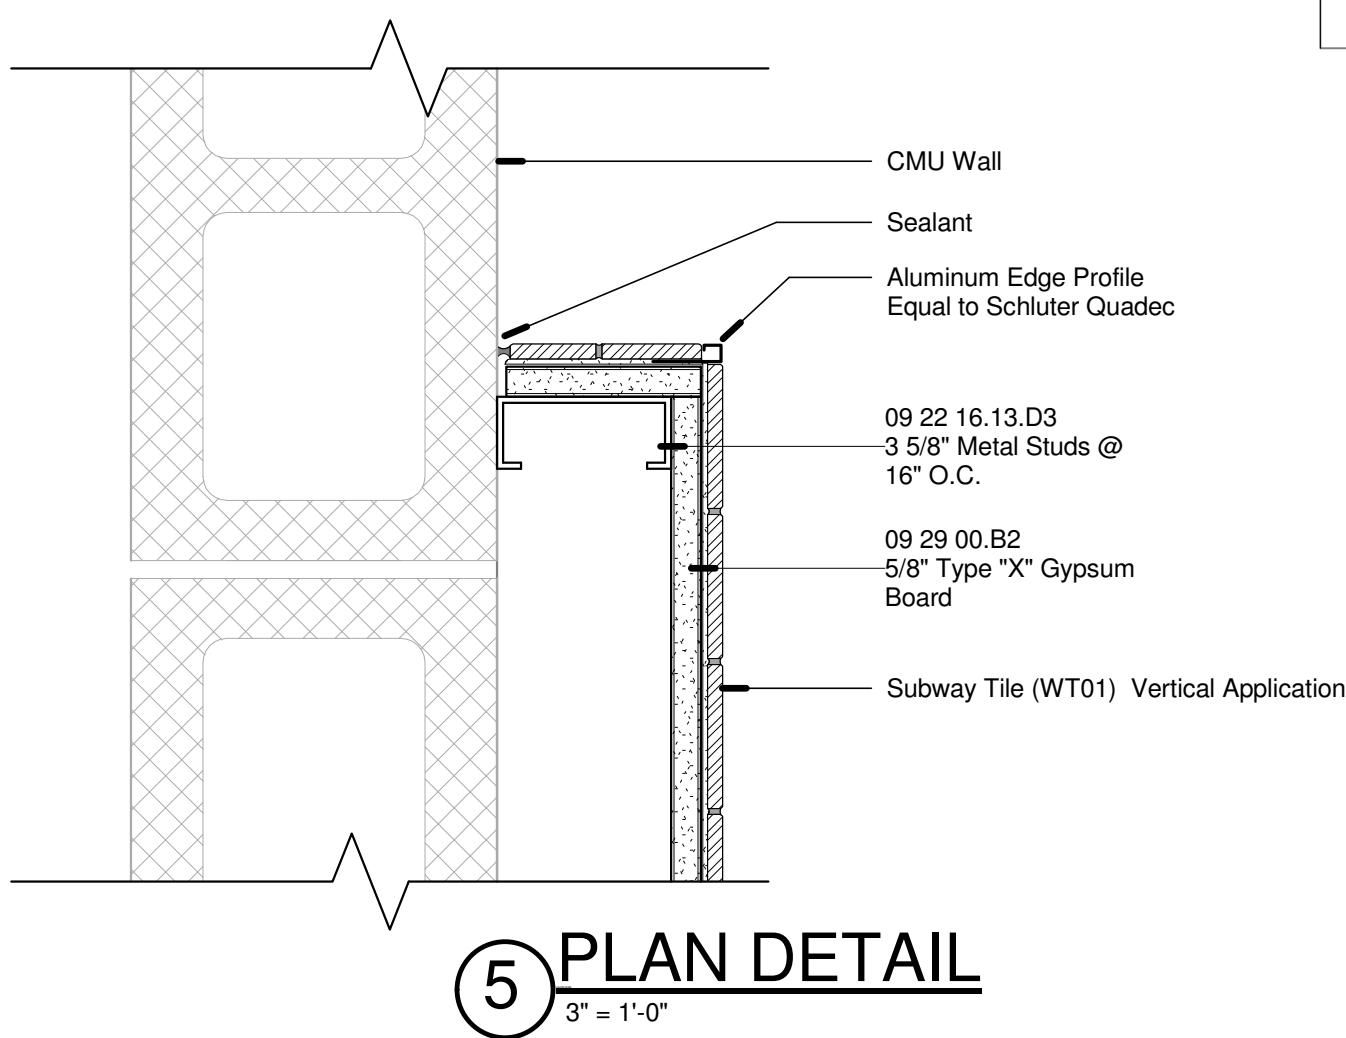 CMU Wall
Sealant
Aluminum Edge Profile
Equal to Schluter Quadec
09 22 16.13.D3
3 5/8" Metal Studs @
16" O.C.
09 29 00.B2
5/8" Type "X" Gypsum
Board
Subway Tile (WT01)  Vertical Application
5
PLAN DETAIL
3" = 1'-0"